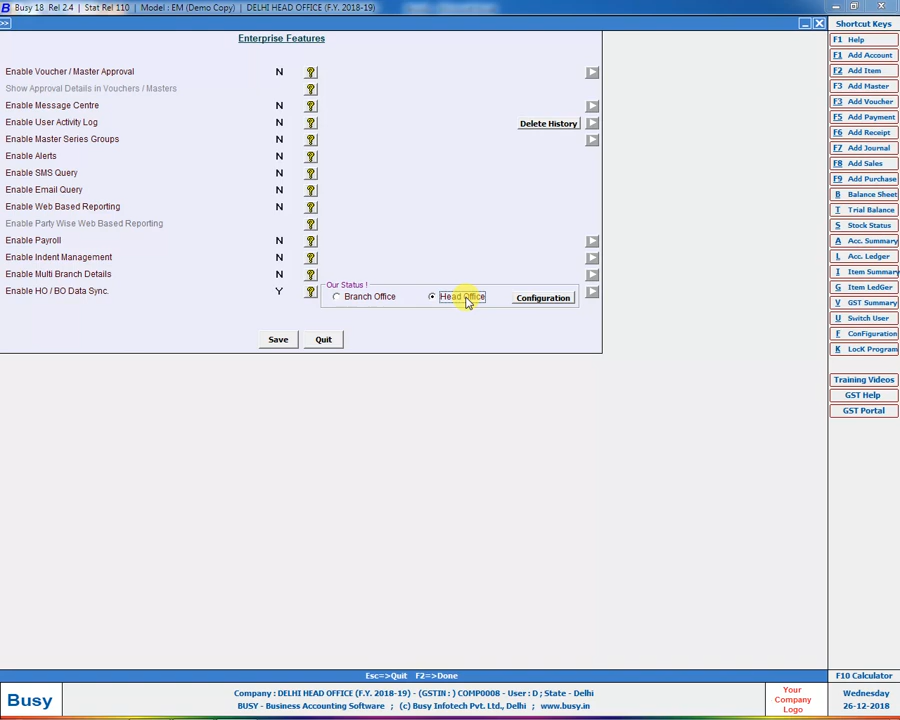 Busy 18 Rel 2.4 | Stat Rel 110 | Model : EM (Demo Copy) | DELHI HEAD OFFICE (F.Y. 2018-19)
>>
Enterprise Features
Enable Voucher / Master Approval N ?
Show Approval Details in Vouchers / Masters ?
Enable Message Centre N ?
Enable User Activity Log N ? Delete History
Enable Master Series Groups N ?
Enable Alerts N ?
Enable SMS Query N ?
Enable Email Query N ?
Enable Web Based Reporting N ?
Enable Party Wise Web Based Reporting ?
Enable Payroll N ?
Enable Indent Management N ?
Enable Multi Branch Details N ?
Our Status !
Enable HO / BO Data Sync. Y ? Branch Office Head Office Configuration
Save Quit
Shortcut Keys
F1 Help
F1 Add Account
F2 Add Item
F3 Add Master
F3 Add Voucher
F5 Add Payment
F6 Add Receipt
F7 Add Journal
F8 Add Sales
F9 Add Purchase
B Balance Sheet
T Trial Balance
S Stock Status
A Acc. Summary
L Acc. Ledger
I Item Summary
G Item LedGer
V GST Summary
U Switch User
F ConFiguration
K LocK Program
Training Videos
GST Help
GST Portal
Esc=>Quit F2=>Done
F10 Calculator
Busy
Company : DELHI HEAD OFFICE (F.Y. 2018-19) - (GSTIN : ) COMP0008 - User : D ; State - Delhi
BUSY - Business Accounting Software ; (c) Busy Infotech Pvt. Ltd., Delhi ; www.busy.in
Your
Company
Logo
Wednesday
26-12-2018